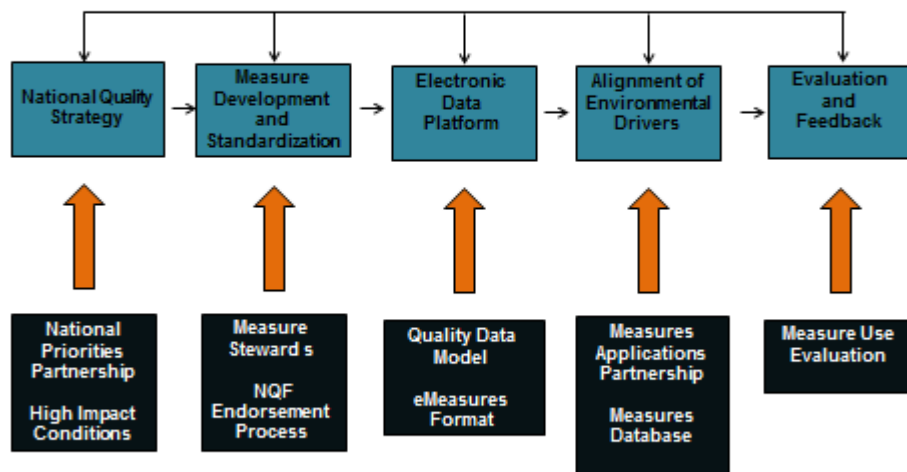 National Quality
Strategy
Measure
Development
and
Standardization
Electronic
Data
Platform
Alignment of
Environmental
Drivers
Evaluation
and
Feedback
National
Priorities
Partnership
High Impact
Conditions
Measure
Steward s
NQF
Endorsement
Process
Quality Data
Model
eMeasures
Format
Measures
Applications
Partnership
Measures
Database
Measure Use
Evaluation